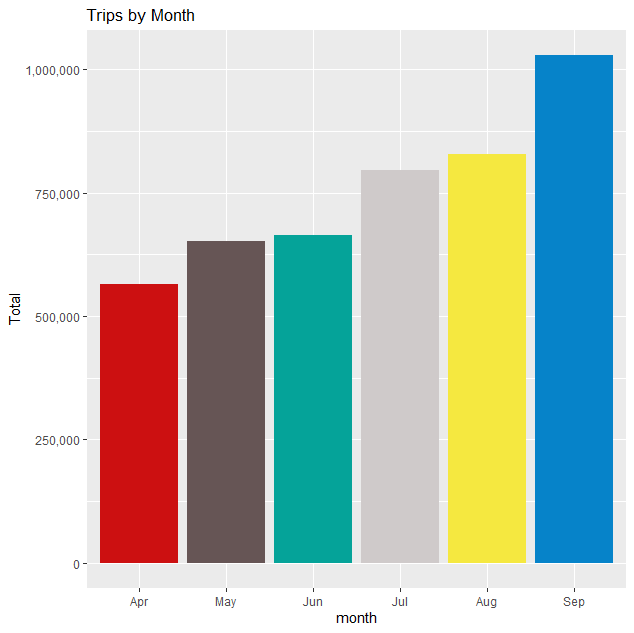 Trips by Month
Total
1,000,000
750,000
500,000
250,000
0
Apr May Jun Jul Aug Sep
month